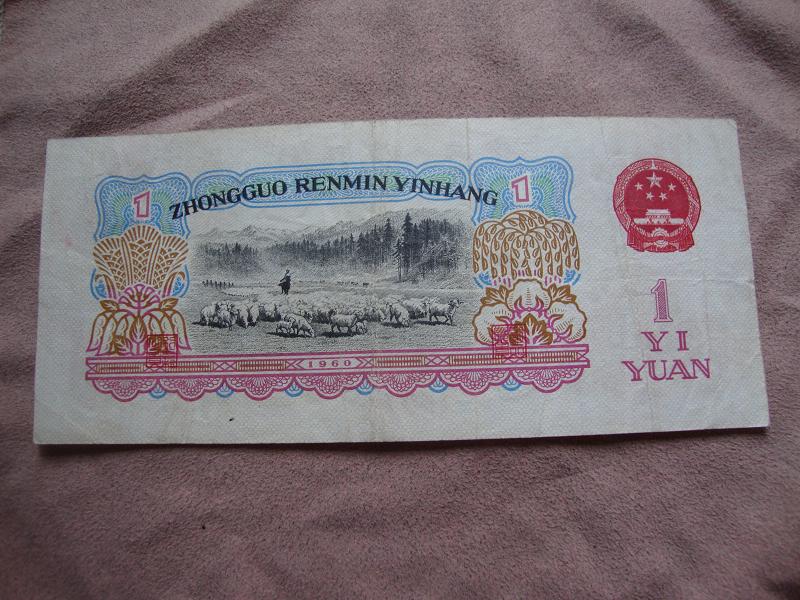 1
ZHONGGUO RENMIN YINHANG
1
1960
1
YI
YUAN